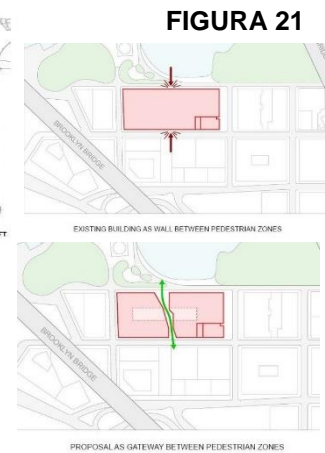 FIGURA 21
BROOKLYN BRIDGE
EXISTING BUILDING AS WALL BETWEEN PEDESTRIAN ZONES
BROOKLYN BRIDGE
PROPOSAL AS GATEWAY BETWEEN PEDESTRIAN ZONES